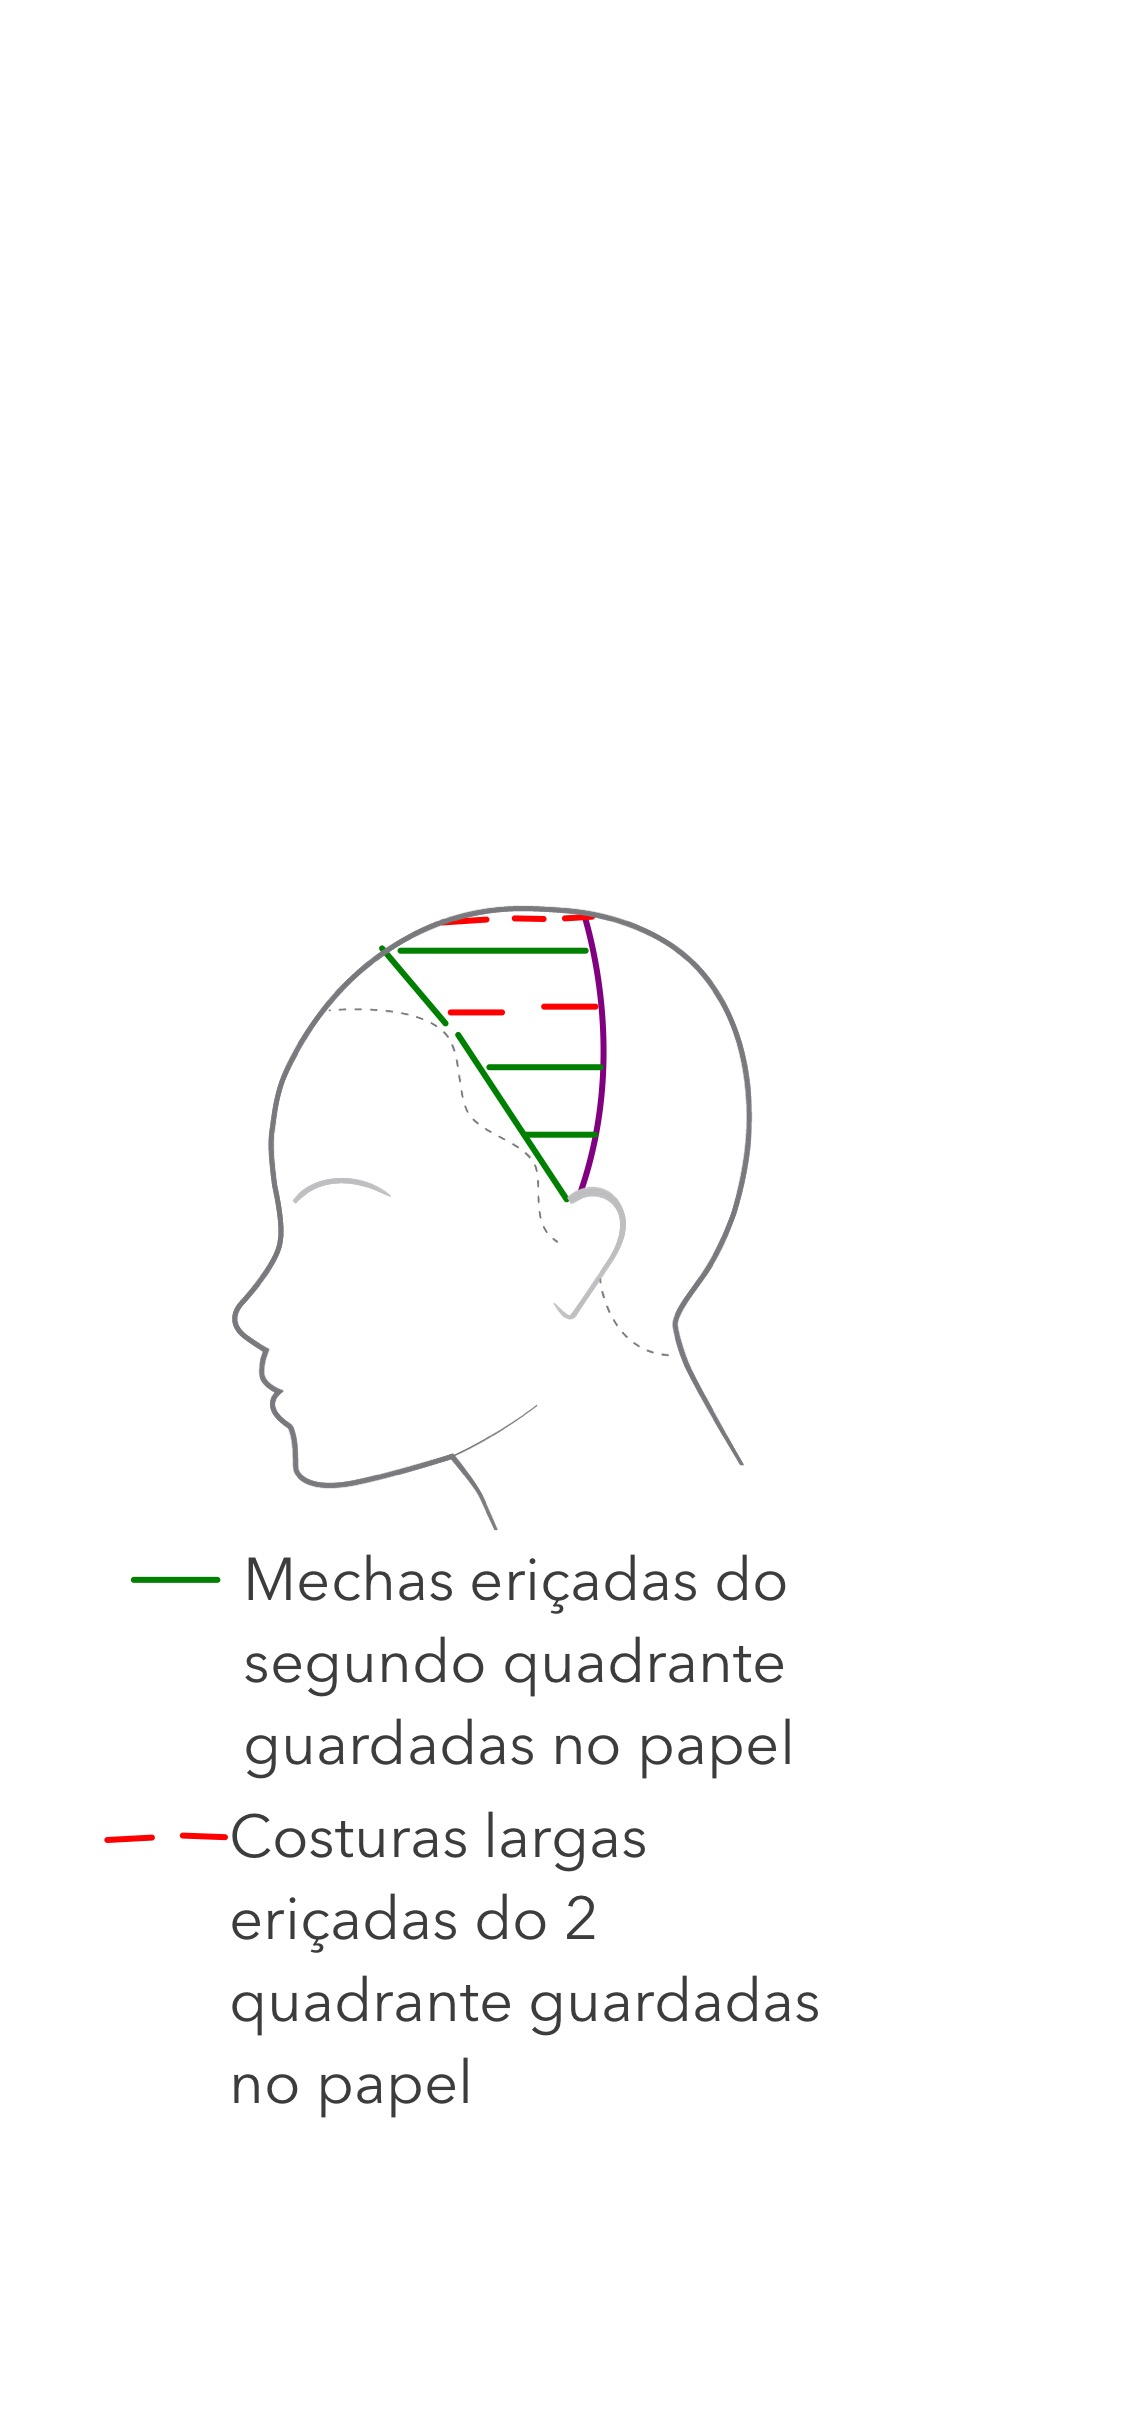 Mechas eriçadas do
segundo quadrante
guardadas no papel
Costuras largas
eriçadas do 2
quadrante guardadas
no papel